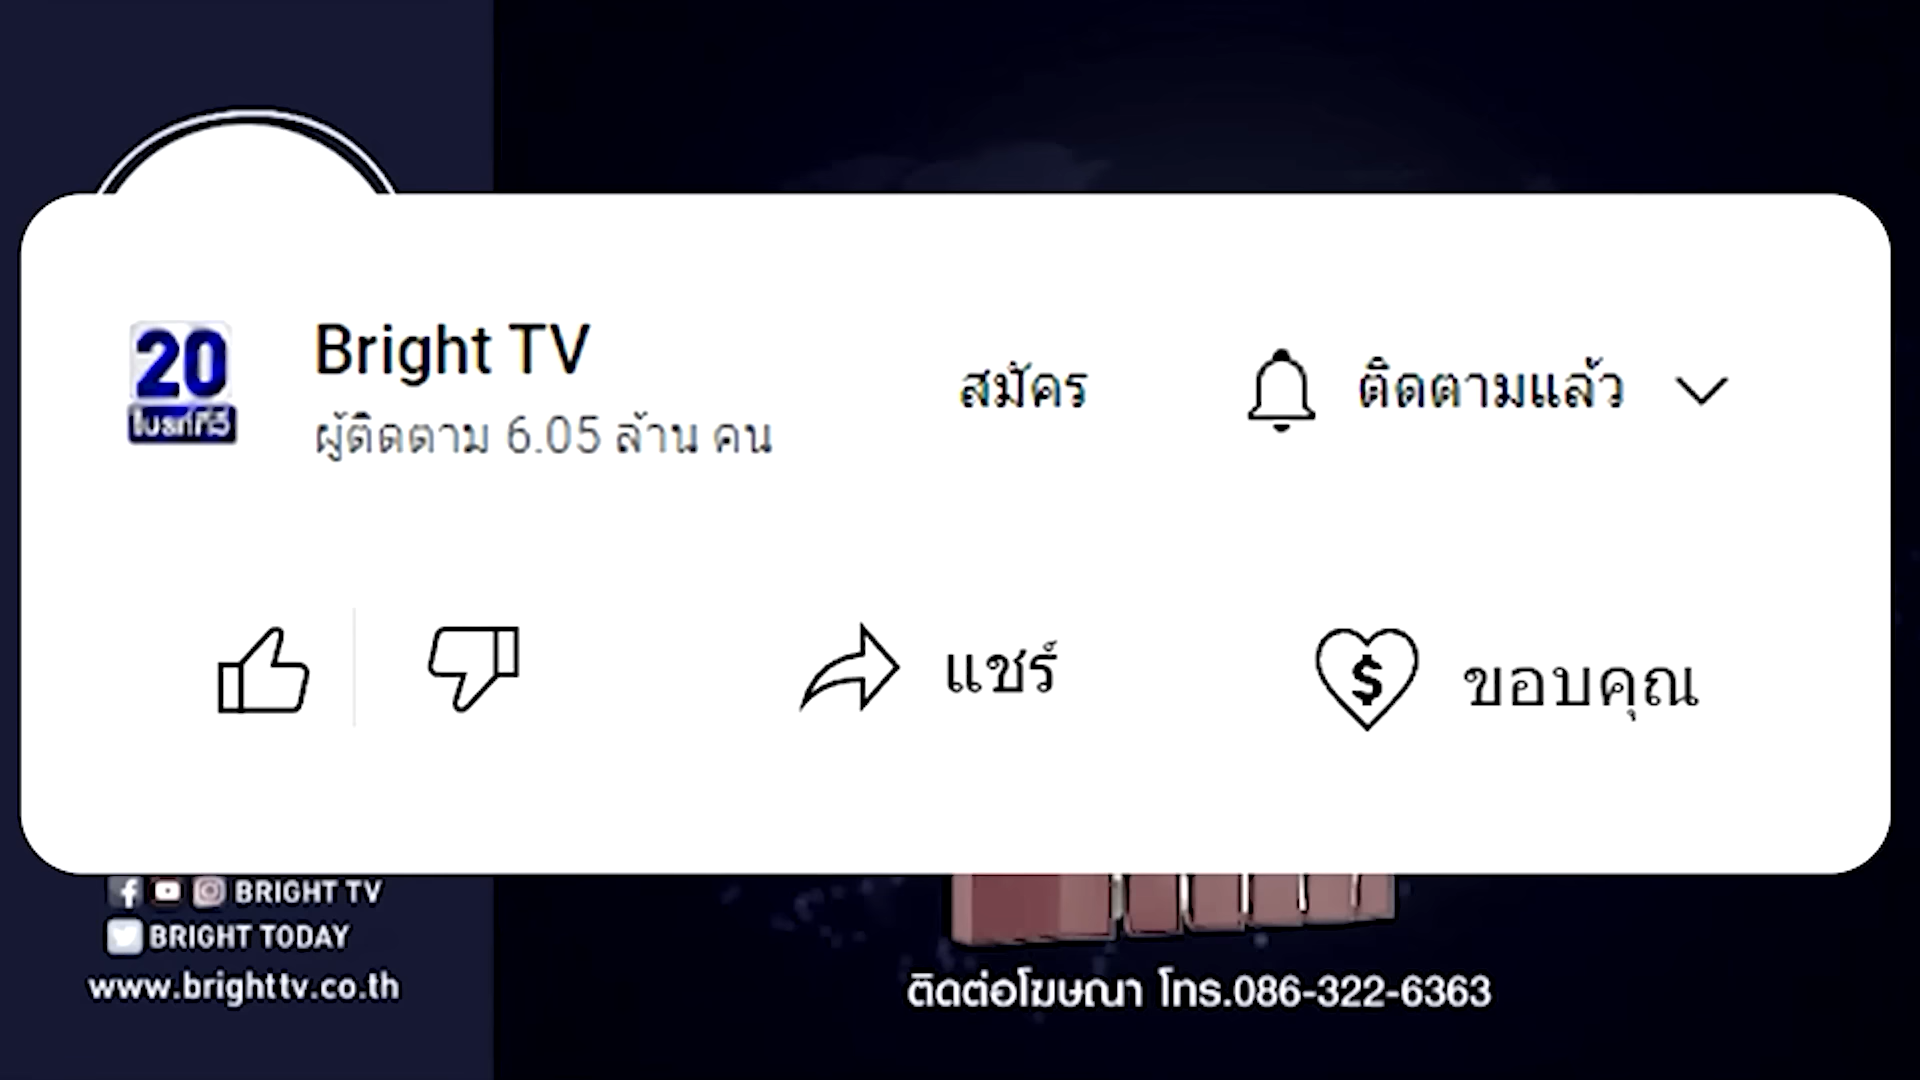 20
ไบรท์ทีวี
Bright TV
ผู้ติดตาม 6.05 ล้าน คน
สมัคร
ติดตามแล้ว
แชร์
$ ขอบคุณ
BRIGHT TV
BRIGHT TODAY
www.brighttv.co.th
ติดต่อโฆษณา โทร.086-322-6363